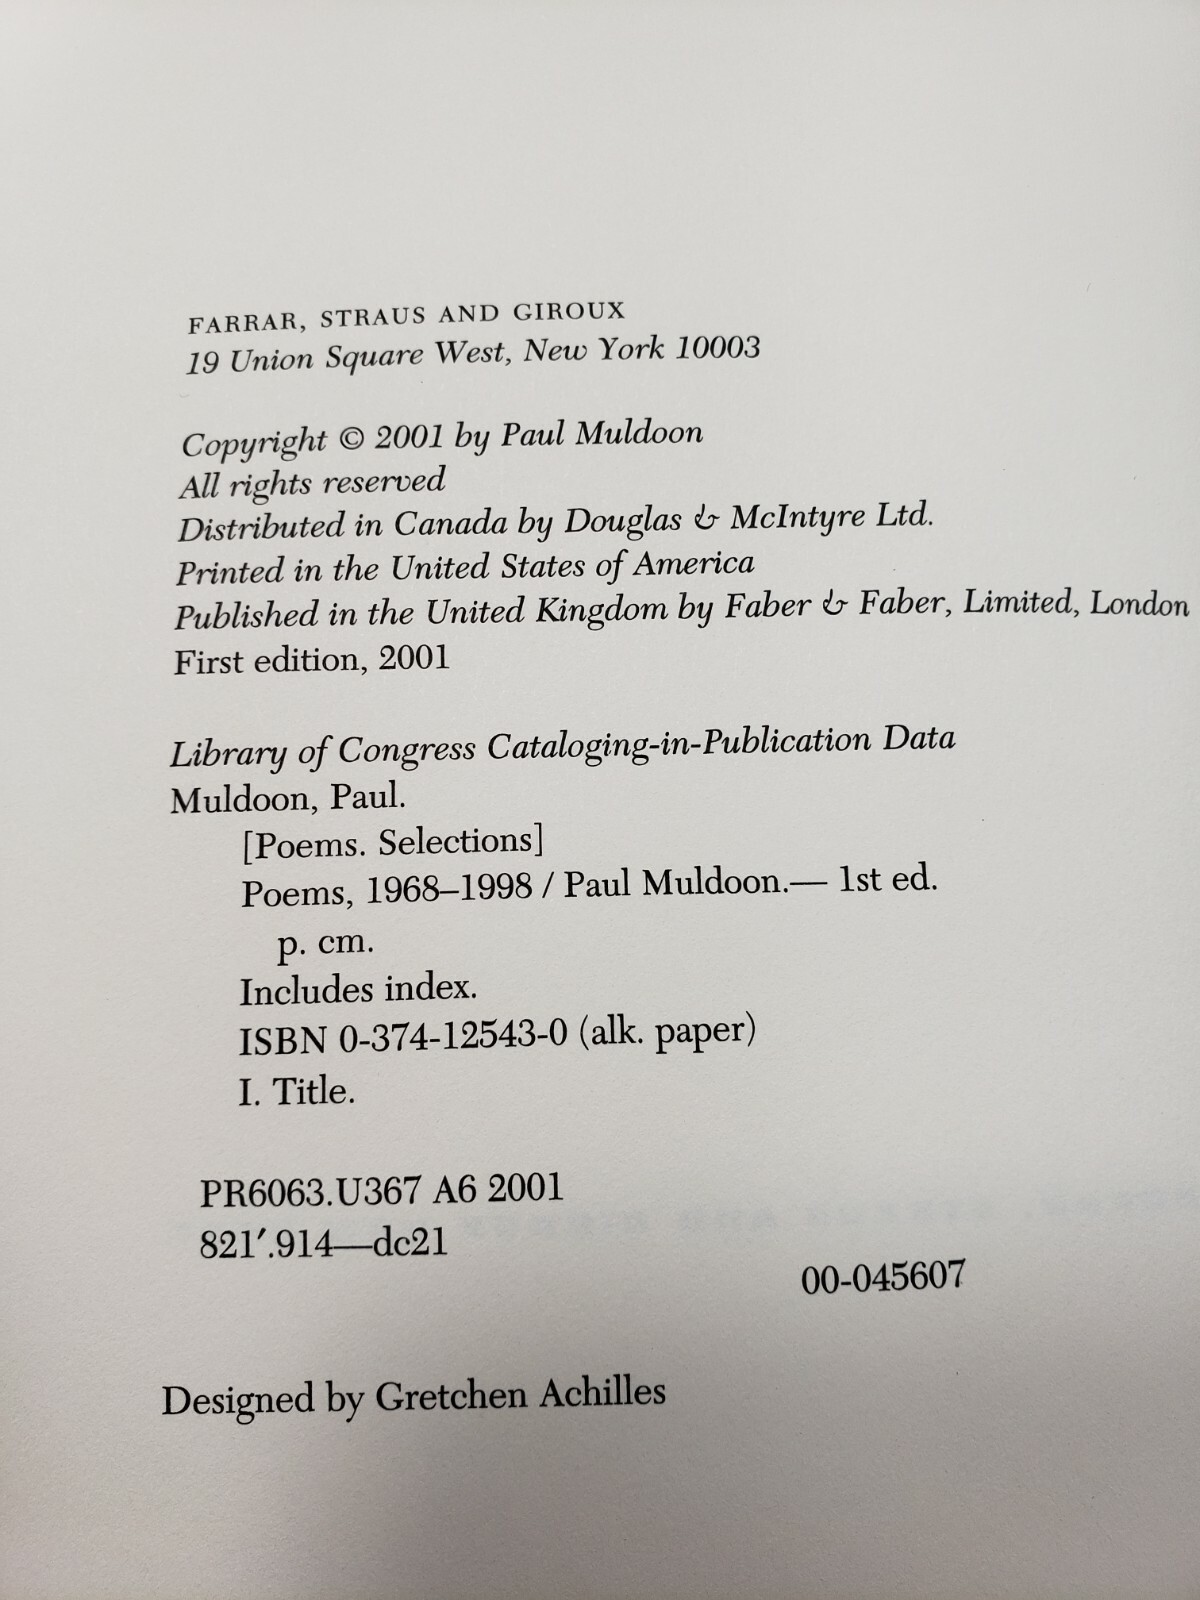 FARRAR, STRAUS AND GIROUX
19 Union Square West, New York 10003
Copyright © 2001 by Paul Muldoon
All rights reserved
Distributed in Canada by Douglas & McIntyre Ltd.
Printed in the United States of America
Published in the United Kingdom by Faber & Faber, Limited, London
First edition, 2001
Library of Congress Cataloging-in-Publication Data
Muldoon, Paul.
[Poems. Selections]
Poems, 1968–1998 / Paul Muldoon.— 1st ed.
p. cm.
Includes index.
ISBN 0-374-12543-0 (alk. paper)
I. Title.
PR6063.U367 A6 2001
821′.914—dc21
00-045607
Designed by Gretchen Achilles